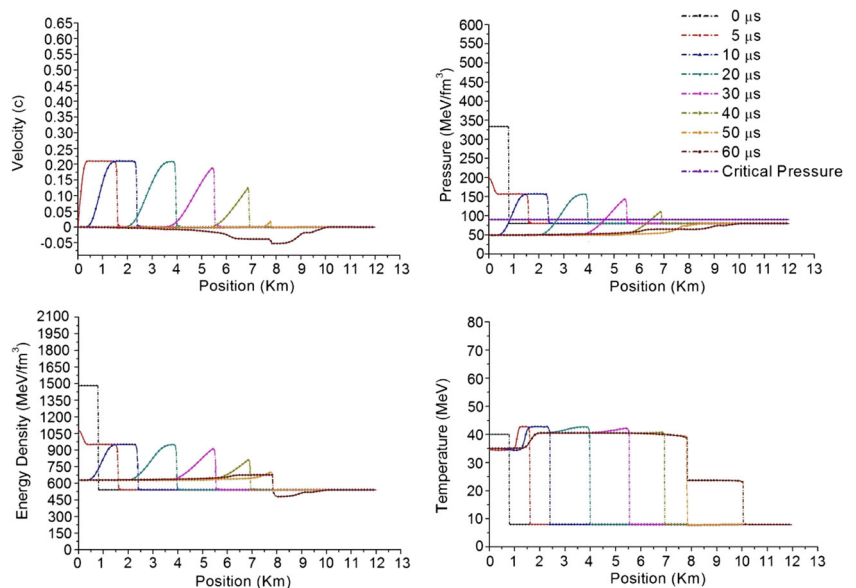 0.65
0.60
0.55
0.50
0.45
0.40
0.35
0.30
0.25
0.20
0.15
0.10
0.05
0
-0.05
Velocity (c)
0 1 2 3 4 5 6 7 8 9 10 11 12 13
Position (Km)
600
550
500
450
400
350
300
250
200
150
100
50
0
Pressure (MeV/fm³)
0 1 2 3 4 5 6 7 8 9 10 11 12 13
Position (Km)
0 μs
5 μs
10 μs
20 μs
30 μs
40 μs
50 μs
60 μs
Critical Pressure
2100
1950
1800
1650
1500
1350
1200
1050
900
750
600
450
300
150
0
Energy Density (MeV/fm³)
0 1 2 3 4 5 6 7 8 9 10 11 12 13
Position (Km)
80
70
60
50
40
30
20
10
0
Temperature (MeV)
0 1 2 3 4 5 6 7 8 9 10 11 12 13
Position (Km)